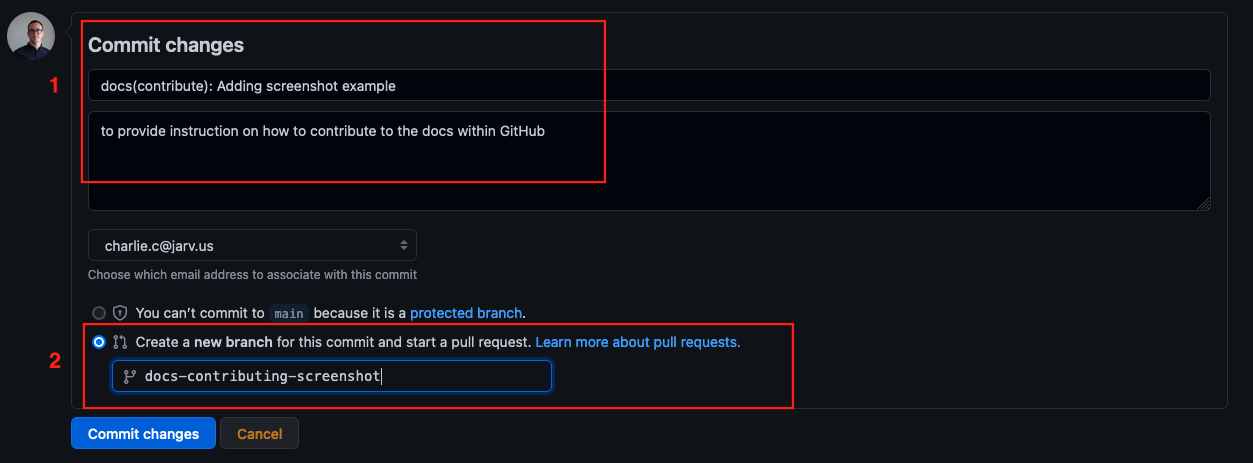 Commit changes
1
docs(contribute): Adding screenshot example
to provide instruction on how to contribute to the docs within GitHub
charlie.c@jarv.us
Choose which email address to associate with this commit
You can’t commit to main because it is a protected branch.
2
Create a new branch for this commit and start a pull request. Learn more about pull requests.
docs-contributing-screenshot
Commit changes Cancel